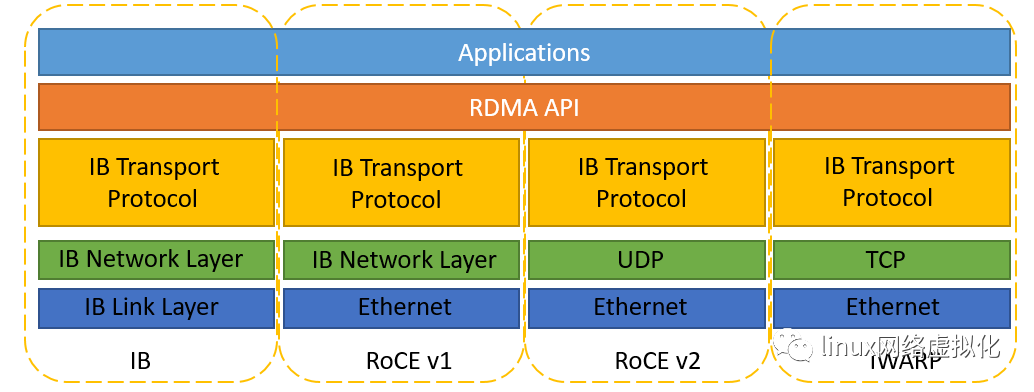 Applications
RDMA API
IB Transport
Protocol
IB Transport
Protocol
IB Transport
Protocol
IB Transport
Protocol
IB Network Layer
IB Network Layer
UDP
TCP
IB Link Layer
Ethernet
Ethernet
Ethernet
IB
RoCE v1
RoCE v2
iWARP
linux网络虚拟化